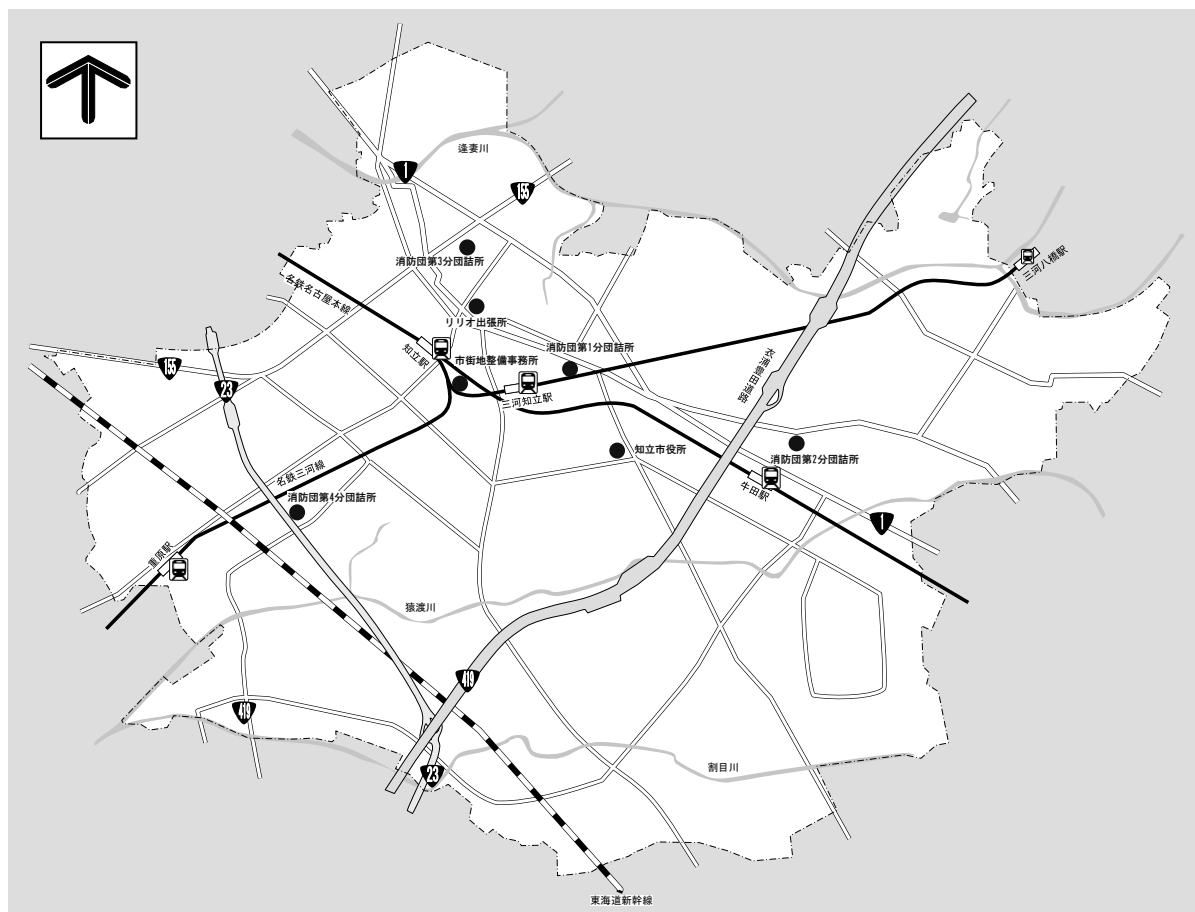 逢妻川
1
155
消防団第3分団詰所
三河八橋駅
名鉄名古屋本線
リリオ出張所
知立駅
市街地整備事務所
消防団第1分団詰所
155
23
三河知立駅
衣浦豊田道路
知立市役所
消防団第2分団詰所
名鉄三河線
牛田駅
消防団第4分団詰所
1
重原駅
猿渡川
419
419
割目川
23
東海道新幹線